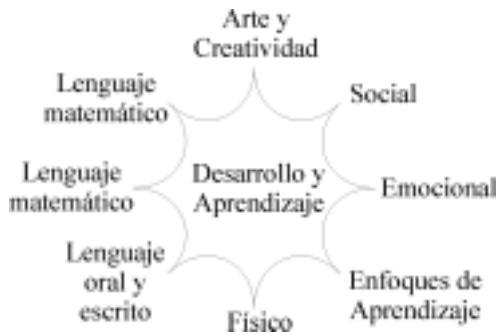 Arte y
Creatividad
Lenguaje
matemático
Social
Lenguaje
matemático
Desarrollo y
Aprendizaje
Emocional
Lenguaje
oral y
escrito
Enfoques de
Aprendizaje
Físico